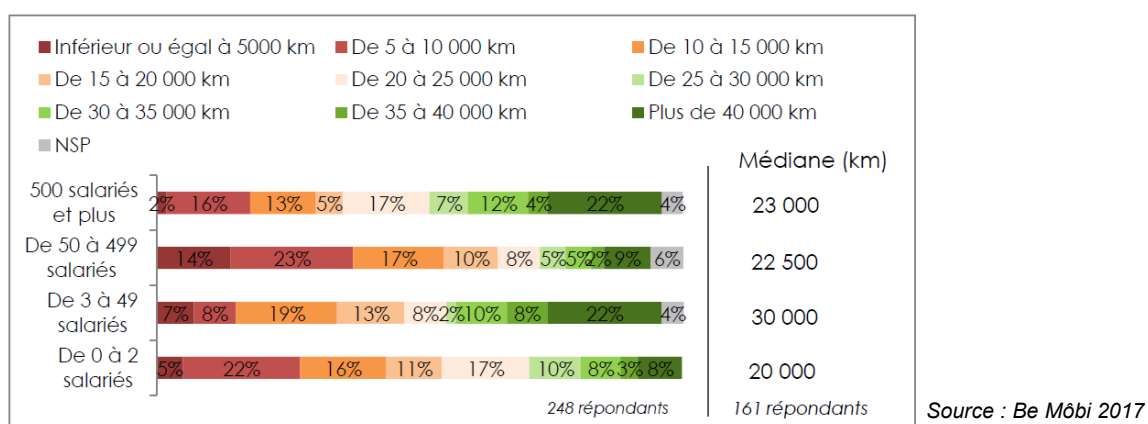 Inférieur ou égal à 5000 km De 5 à 10 000 km De 10 à 15 000 km
De 15 à 20 000 km De 20 à 25 000 km De 25 à 30 000 km
De 30 à 35 000 km De 35 à 40 000 km Plus de 40 000 km
NSP
Médiane (km)
500 salariés
et plus
2% 16% 13% 5% 17% 7% 12% 4% 22% 4%
23 000
De 50 à 499
salariés
14% 23% 17% 10% 8% 5% 5% 2% 9% 6%
22 500
De 3 à 49
salariés
7% 8% 19% 13% 8% 2% 10% 8% 22% 4%
30 000
De 0 à 2
salariés
5% 22% 16% 11% 17% 10% 8% 3% 8%
20 000
248 répondants
161 répondants
Source : Be Môbi 2017